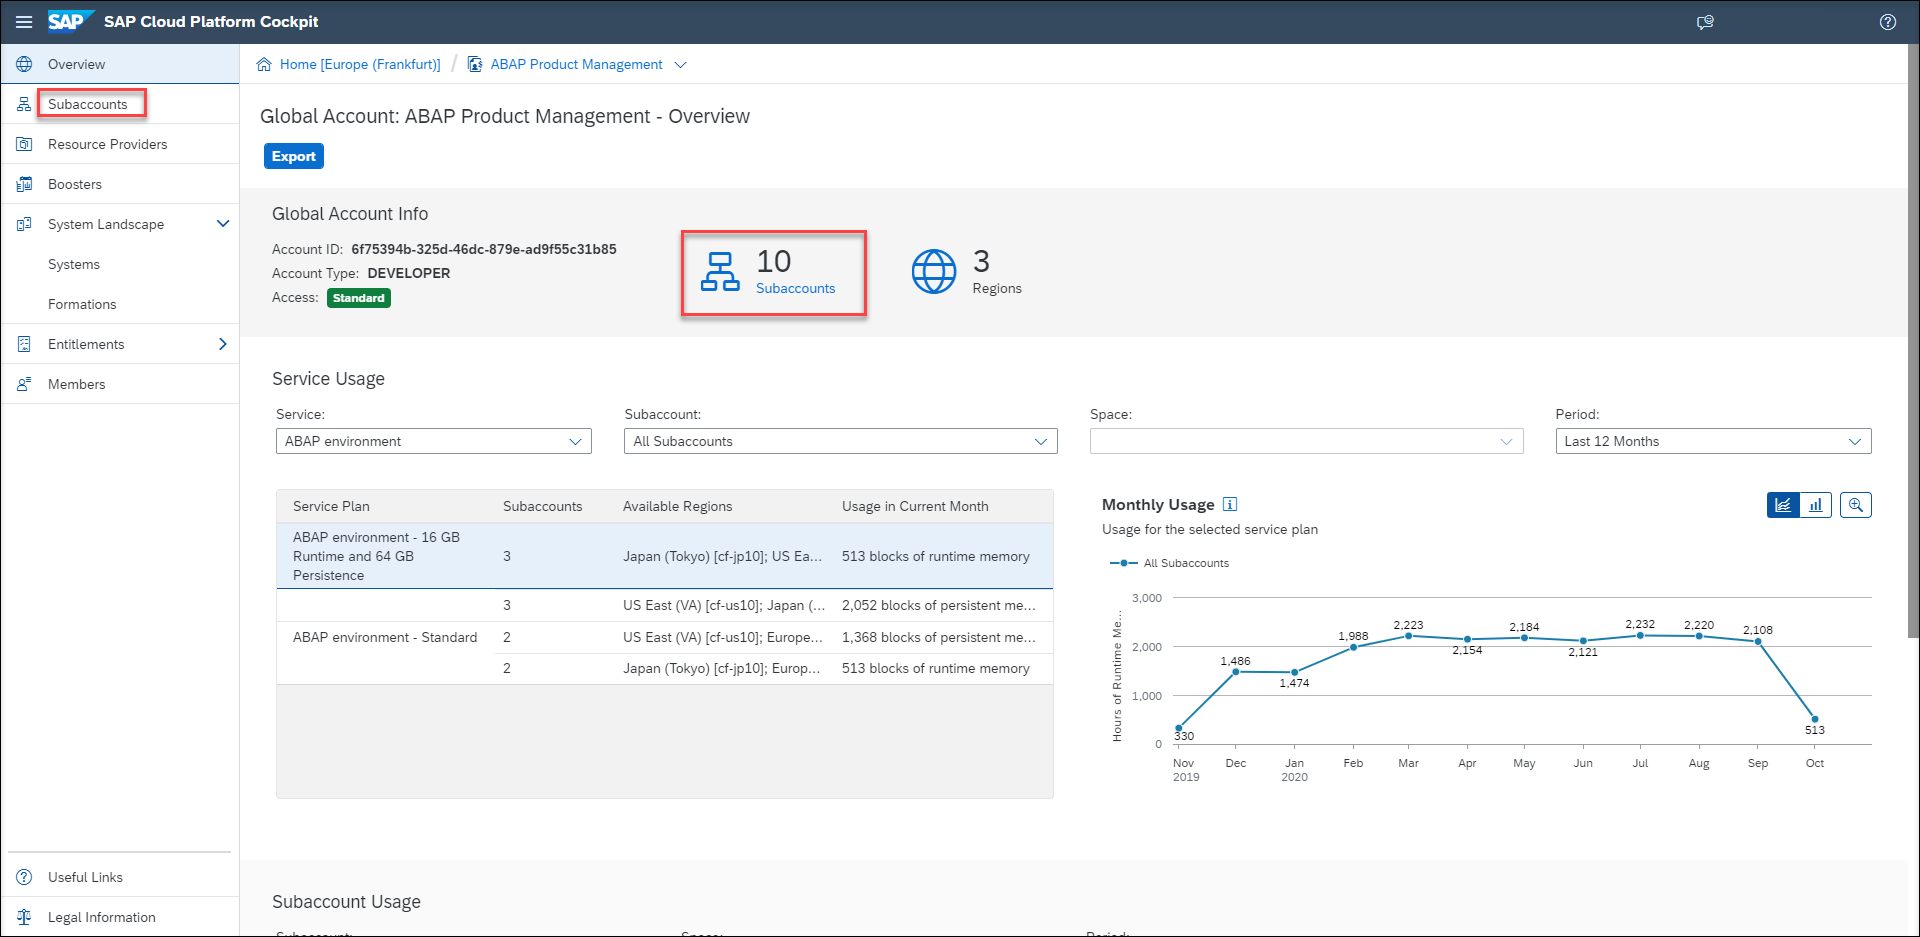 SAP SAP Cloud Platform Cockpit
Overview
Subaccounts
Resource Providers
Boosters
System Landscape
Systems
Formations
Entitlements
Members
Useful Links
Legal Information
Home [Europe (Frankfurt)] / ABAP Product Management
Global Account: ABAP Product Management - Overview
Export
Global Account Info
Account ID: 6f75394b-325d-46dc-879e-ad9f55c31b85
Account Type: DEVELOPER
Access: Standard
10
Subaccounts
3
Regions
Service Usage
Service:
ABAP environment
Subaccount:
All Subaccounts
Space:
Period:
Last 12 Months
Service Plan Subaccounts Available Regions Usage in Current Month
ABAP environment - 16 GB
Runtime and 64 GB
Persistence
3 Japan (Tokyo) [cf-jp10]; US Ea... 513 blocks of runtime memory
3 US East (VA) [cf-us10]; Japan (... 2,052 blocks of persistent me...
ABAP environment - Standard 2 US East (VA) [cf-us10]; Europe... 1,368 blocks of persistent me...
2 Japan (Tokyo) [cf-jp10]; Europ... 513 blocks of runtime memory
Monthly Usage
Usage for the selected service plan
All Subaccounts
Hours of Runtime Me...
3,000
2,000
1,000
0
330
1,486
1,474
1,988
2,223
2,154
2,184
2,121
2,232
2,220
2,108
513
Nov Dec Jan Feb Mar Apr May Jun Jul Aug Sep Oct
2019 2020
Subaccount Usage
Subaccount:
Space:
Period: